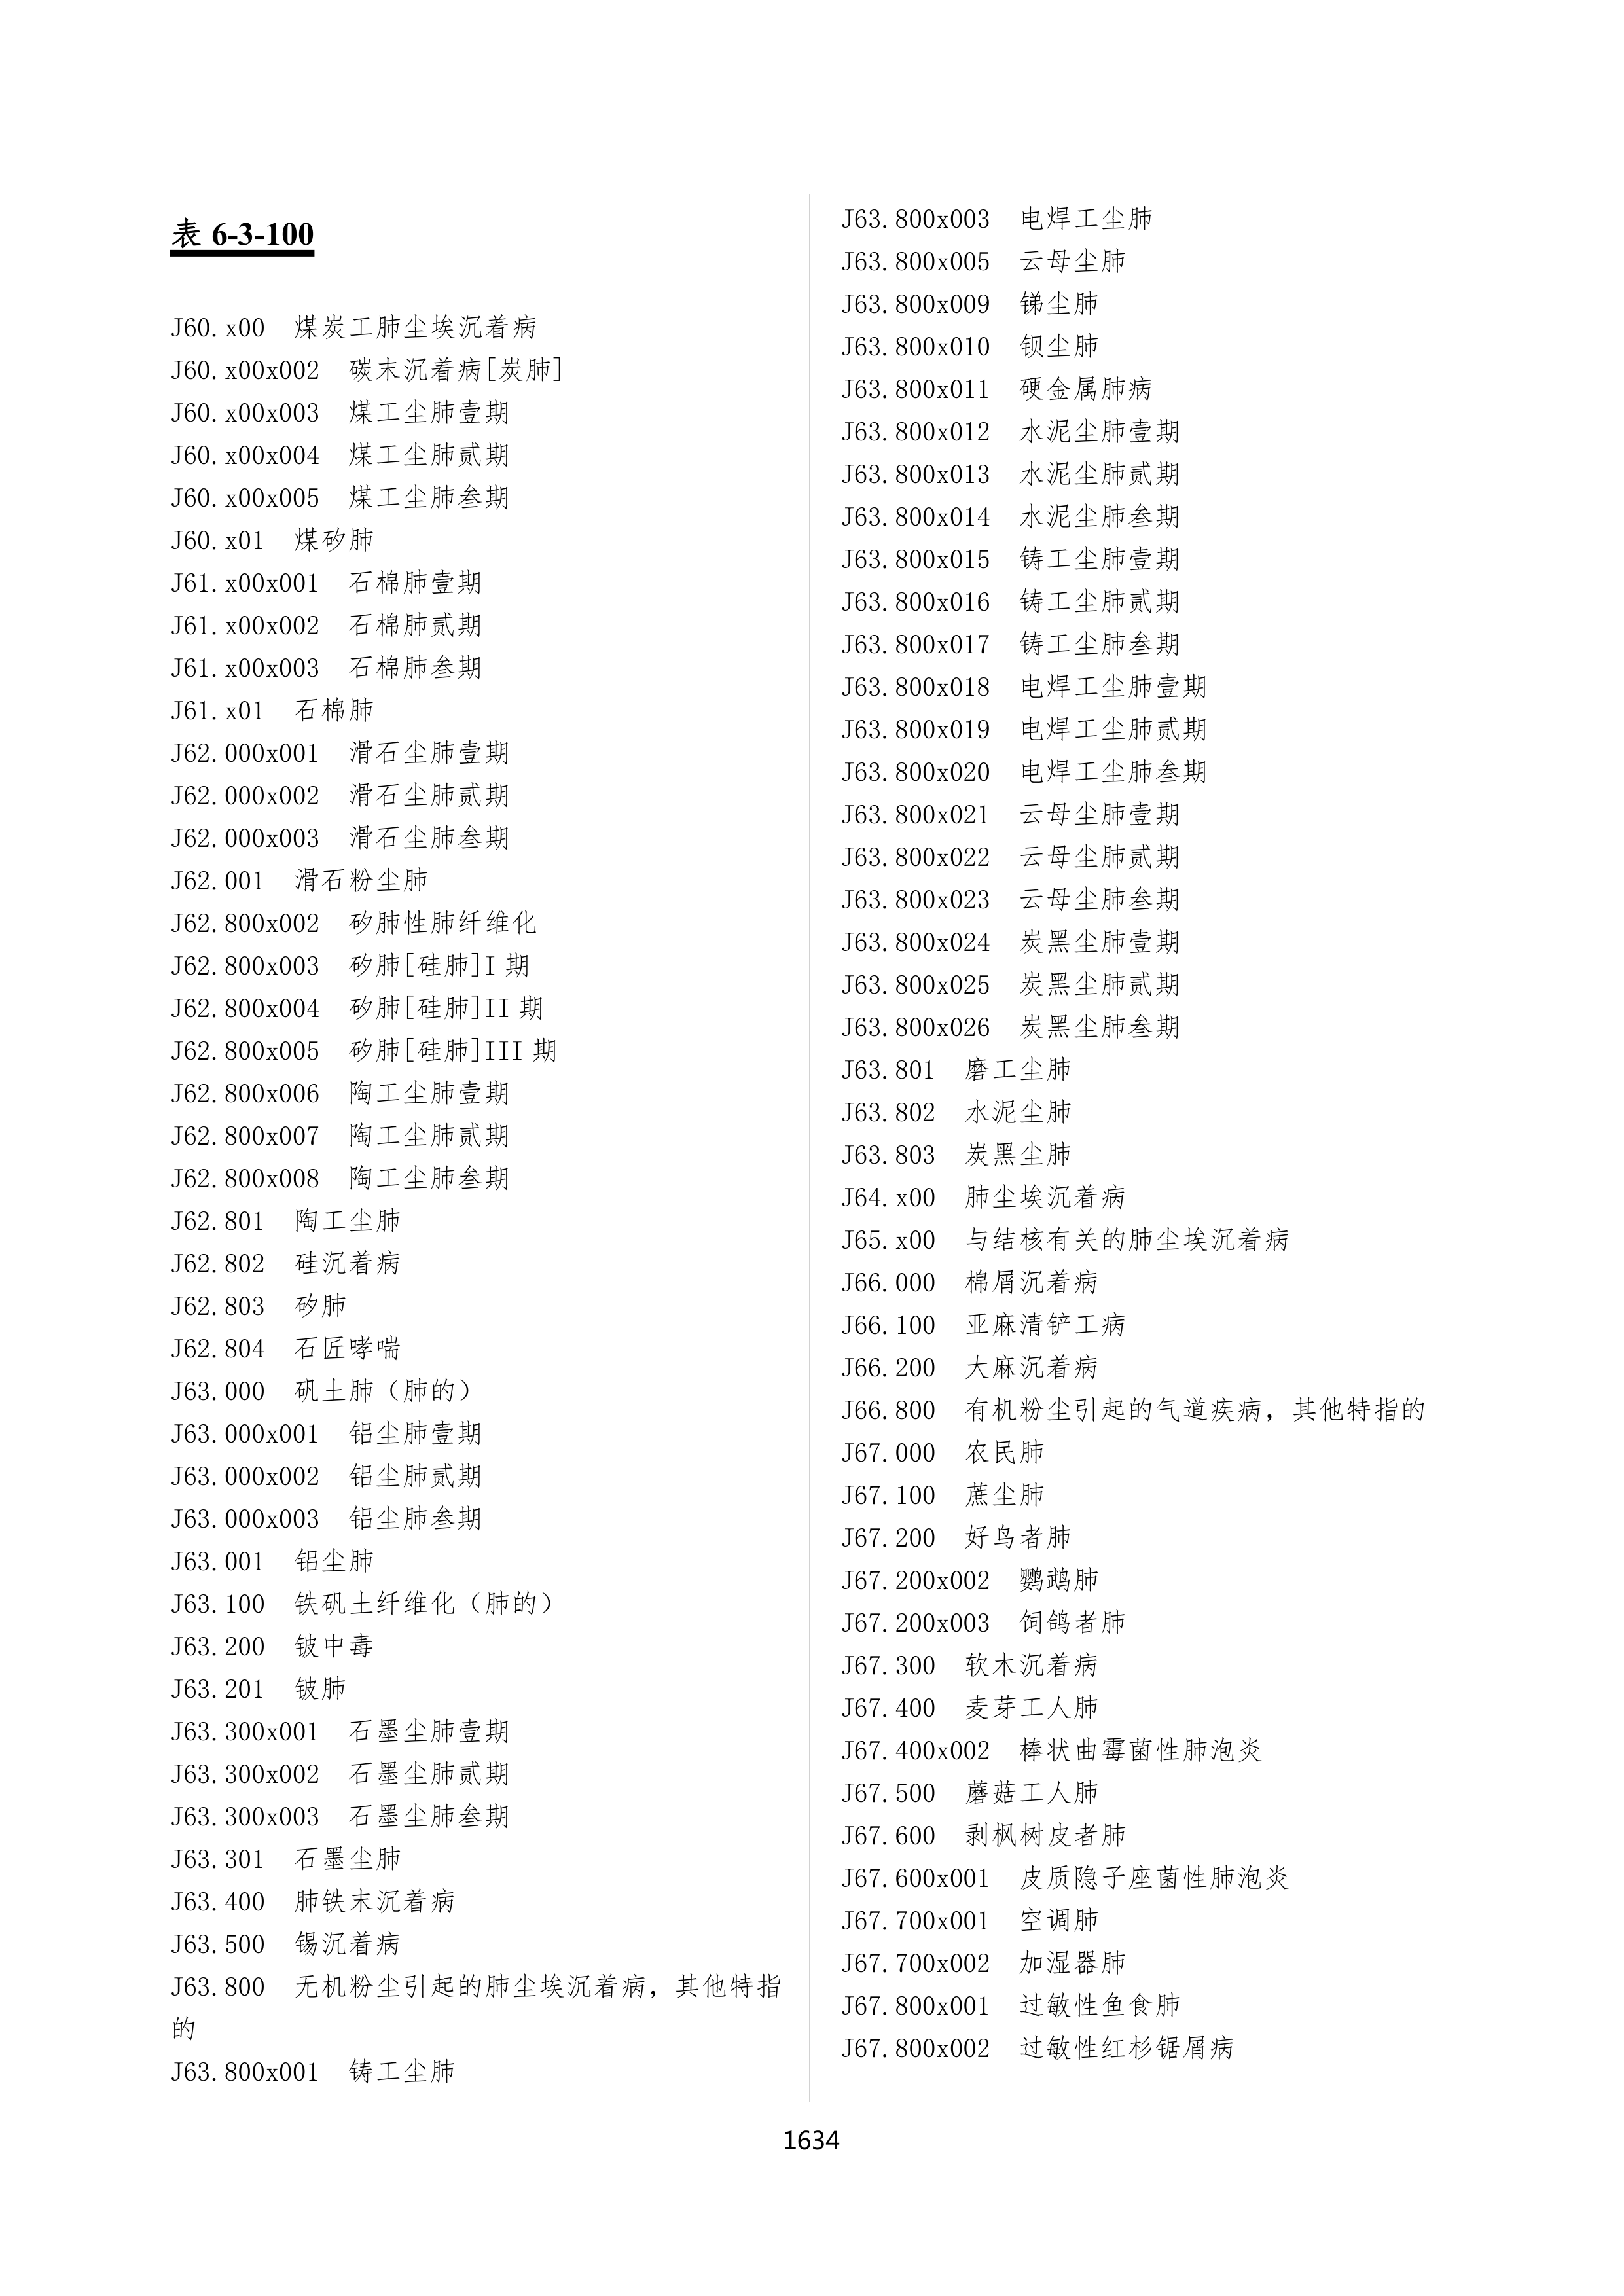 表 6-3-100
J60.x00 煤炭工肺尘埃沉着病
J60.x00x002 碳末沉着病[炭肺]
J60.x00x003 煤工尘肺壹期
J60.x00x004 煤工尘肺贰期
J60.x00x005 煤工尘肺叁期
J60.x01 煤矽肺
J61.x00x001 石棉肺壹期
J61.x00x002 石棉肺贰期
J61.x00x003 石棉肺叁期
J61.x01 石棉肺
J62.000x001 滑石尘肺壹期
J62.000x002 滑石尘肺贰期
J62.000x003 滑石尘肺叁期
J62.001 滑石粉尘肺
J62.800x002 矽肺性肺纤维化
J62.800x003 矽肺[硅肺]I 期
J62.800x004 矽肺[硅肺]II 期
J62.800x005 矽肺[硅肺]III 期
J62.800x006 陶工尘肺壹期
J62.800x007 陶工尘肺贰期
J62.800x008 陶工尘肺叁期
J62.801 陶工尘肺
J62.802 硅沉着病
J62.803 矽肺
J62.804 石匠哮喘
J63.000 矾土肺（肺的）
J63.000x001 铝尘肺壹期
J63.000x002 铝尘肺贰期
J63.000x003 铝尘肺叁期
J63.001 铝尘肺
J63.100 铁矾土纤维化（肺的）
J63.200 铍中毒
J63.201 铍肺
J63.300x001 石墨尘肺壹期
J63.300x002 石墨尘肺贰期
J63.300x003 石墨尘肺叁期
J63.301 石墨尘肺
J63.400 肺铁末沉着病
J63.500 锡沉着病
J63.800 无机粉尘引起的肺尘埃沉着病，其他特指
的
J63.800x001 铸工尘肺
J63.800x003 电焊工尘肺
J63.800x005 云母尘肺
J63.800x009 锑尘肺
J63.800x010 钡尘肺
J63.800x011 硬金属肺病
J63.800x012 水泥尘肺壹期
J63.800x013 水泥尘肺贰期
J63.800x014 水泥尘肺叁期
J63.800x015 铸工尘肺壹期
J63.800x016 铸工尘肺贰期
J63.800x017 铸工尘肺叁期
J63.800x018 电焊工尘肺壹期
J63.800x019 电焊工尘肺贰期
J63.800x020 电焊工尘肺叁期
J63.800x021 云母尘肺壹期
J63.800x022 云母尘肺贰期
J63.800x023 云母尘肺叁期
J63.800x024 炭黑尘肺壹期
J63.800x025 炭黑尘肺贰期
J63.800x026 炭黑尘肺叁期
J63.801 磨工尘肺
J63.802 水泥尘肺
J63.803 炭黑尘肺
J64.x00 肺尘埃沉着病
J65.x00 与结核有关的肺尘埃沉着病
J66.000 棉屑沉着病
J66.100 亚麻清铲工病
J66.200 大麻沉着病
J66.800 有机粉尘引起的气道疾病，其他特指的
J67.000 农民肺
J67.100 蔗尘肺
J67.200 好鸟者肺
J67.200x002 鹦鹉肺
J67.200x003 饲鸽者肺
J67.300 软木沉着病
J67.400 麦芽工人肺
J67.400x002 棒状曲霉菌性肺泡炎
J67.500 蘑菇工人肺
J67.600 剥枫树皮者肺
J67.600x001 皮质隐子座菌性肺泡炎
J67.700x001 空调肺
J67.700x002 加湿器肺
J67.800x001 过敏性鱼食肺
J67.800x002 过敏性红杉锯屑病
1634